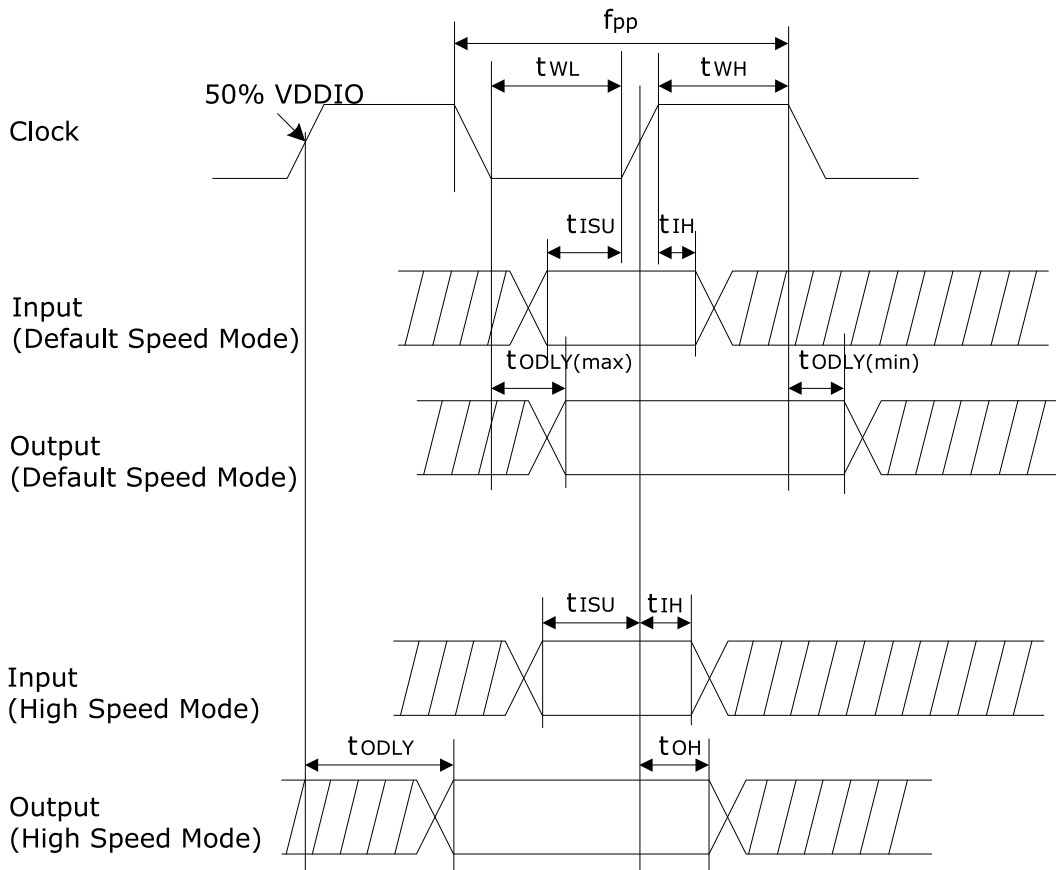 fpp
tWL
tWH
50% VDDIO
Clock
tISU
tIH
Input
(Default Speed Mode)
tODLY(max)
tODLY(min)
Output
(Default Speed Mode)
tISU
tIH
Input
(High Speed Mode)
tODLY
tOH
Output
(High Speed Mode)